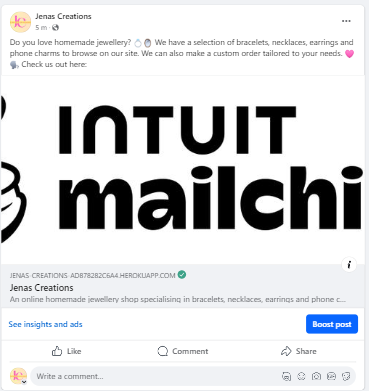 Jenas Creations
5 m ·
Do you love homemade jewellery? We have a selection of bracelets, necklaces, earrings and
phone charms to browse on our site. We can also make a custom order tailored to your needs.
Check us out here:
INTUIT
mailchi
JENAS-CREATIONS-AD878282C6A4.HEROKUAPP.COM
Jenas Creations
An online homemade jewellery shop specialising in bracelets, necklaces, earrings and phone c...
See insights and ads
Boost post
Like
Comment
Share
Write a comment...